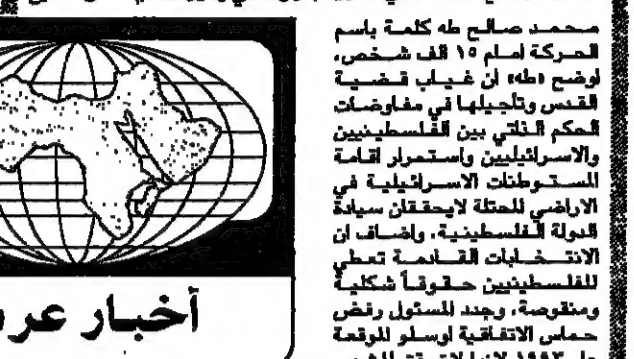 محمد صالح طه كلمة باسم
الحركة امام ١٥ الف شخص،
اوضح «طه» ان غياب قضية
القدس وتأجيلها في مفاوضات
الحكم الذاتي بين الفلسطينيين
والاسرائيليين واستمرار اقامة
المستوطنات الاسرائيلية في
الاراضي المحتلة لايحققان سيادة
الدولة الفلسطينية، واضاف ان
الانتخابات القادمة تعطي
للفلسطينيين حقوقاً شكلية
ومنقوصة، وجدد المسئول رفض
حماس الاتفاقية اوسلو الموقعة
أخبار عر